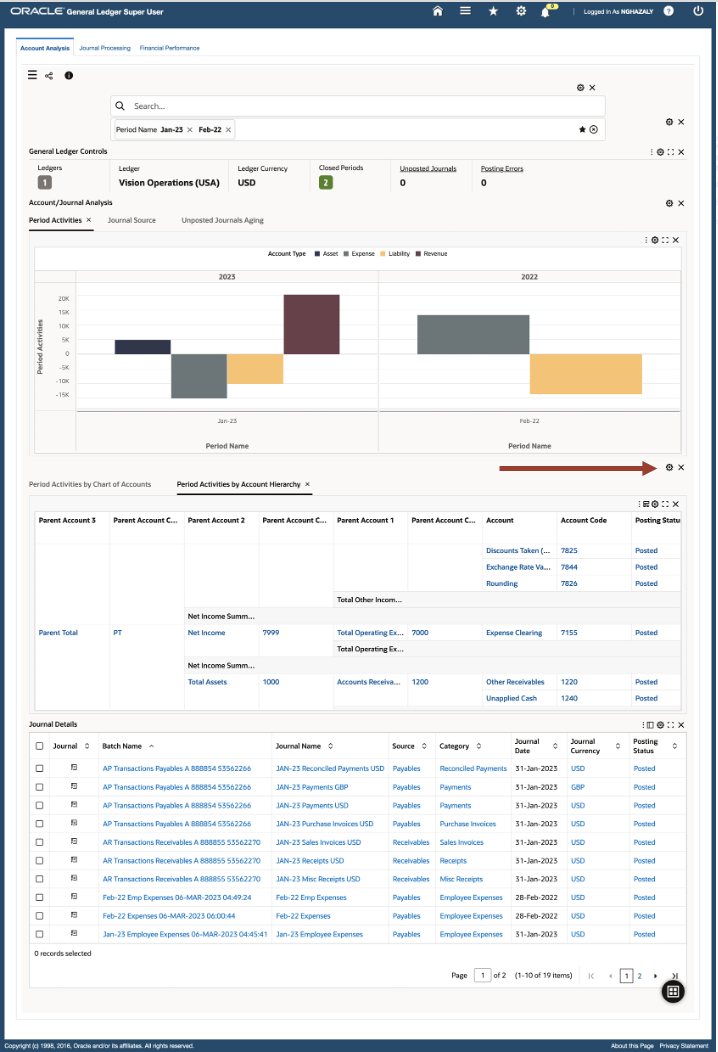 ORACLE General Ledger Super User
8
Logged In As NGHAZALY ?
Account Analysis Journal Processing Financial Performance
Search...
Period Name Jan-23 × Feb-22 ×
General Ledger Controls
Ledgers Ledger Ledger Currency Closed Periods Unposted Journals Posting Errors
1 Vision Operations (USA) USD 2 0 0
Account/Journal Analysis
Period Activities × Journal Source Unposted Journals Aging
Account Type Asset Expense Liability Revenue
2023 2022
Period Activities
20K
15K
10K
5K
0
-5K
-10K
-15K
Jan-23 Feb-22
Period Name Period Name
Period Activities by Chart of Accounts Period Activities by Account Hierarchy ×
Parent Account 3 Parent Account C... Parent Account 2 Parent Account C... Parent Account 1 Parent Account C... Account Account Code Posting Statu
Discounts Taken (... 7825 Posted
Exchange Rate Va... 7844 Posted
Rounding 7826 Posted
Total Other Incom...
Net Income Summ...
Parent Total PT Net Income 7999 Total Operating Ex... 7000 Expense Clearing 7155 Posted
Total Operating Ex...
Net Income Summ...
Total Assets 1000 Accounts Receiva... 1200 Other Receivables 1220 Posted
Unapplied Cash 1240 Posted
Journal Details
Journal Batch Name Journal Name Source Category Journal Date Journal Currency Posting Status
AP Transactions Payables A 888854 53562266 JAN-23 Reconciled Payments USD Payables Reconciled Payments 31-Jan-2023 USD Posted
AP Transactions Payables A 888854 53562266 JAN-23 Payments GBP Payables Payments 31-Jan-2023 GBP Posted
AP Transactions Payables A 888854 53562266 JAN-23 Payments USD Payables Payments 31-Jan-2023 USD Posted
AP Transactions Payables A 888854 53562266 JAN-23 Purchase Invoices USD Payables Purchase Invoices 31-Jan-2023 USD Posted
AR Transactions Receivables A 888855 53562270 JAN-23 Sales Invoices USD Receivables Sales Invoices 31-Jan-2023 USD Posted
AR Transactions Receivables A 888855 53562270 JAN-23 Receipts USD Receivables Receipts 31-Jan-2023 USD Posted
AR Transactions Receivables A 888855 53562270 JAN-23 Misc Receipts USD Receivables Misc Receipts 31-Jan-2023 USD Posted
Feb-22 Emp Expenses 06-MAR-2023 04:49:24 Feb-22 Emp Expenses Payables Employee Expenses 28-Feb-2022 USD Posted
Feb-22 Expenses 06-MAR-2023 06:00:44 Feb-22 Expenses Payables Employee Expenses 28-Feb-2022 USD Posted
Jan-23 Employee Expenses 06-MAR-2023 04:45:41 Jan-23 Employee Expenses Payables Employee Expenses 31-Jan-2023 USD Posted
0 records selected
Page 1 of 2 (1-10 of 19 items) 1 2
Copyright (c) 1998, 2016, Oracle and/or its affiliates. All rights reserved. About this Page Privacy Statement